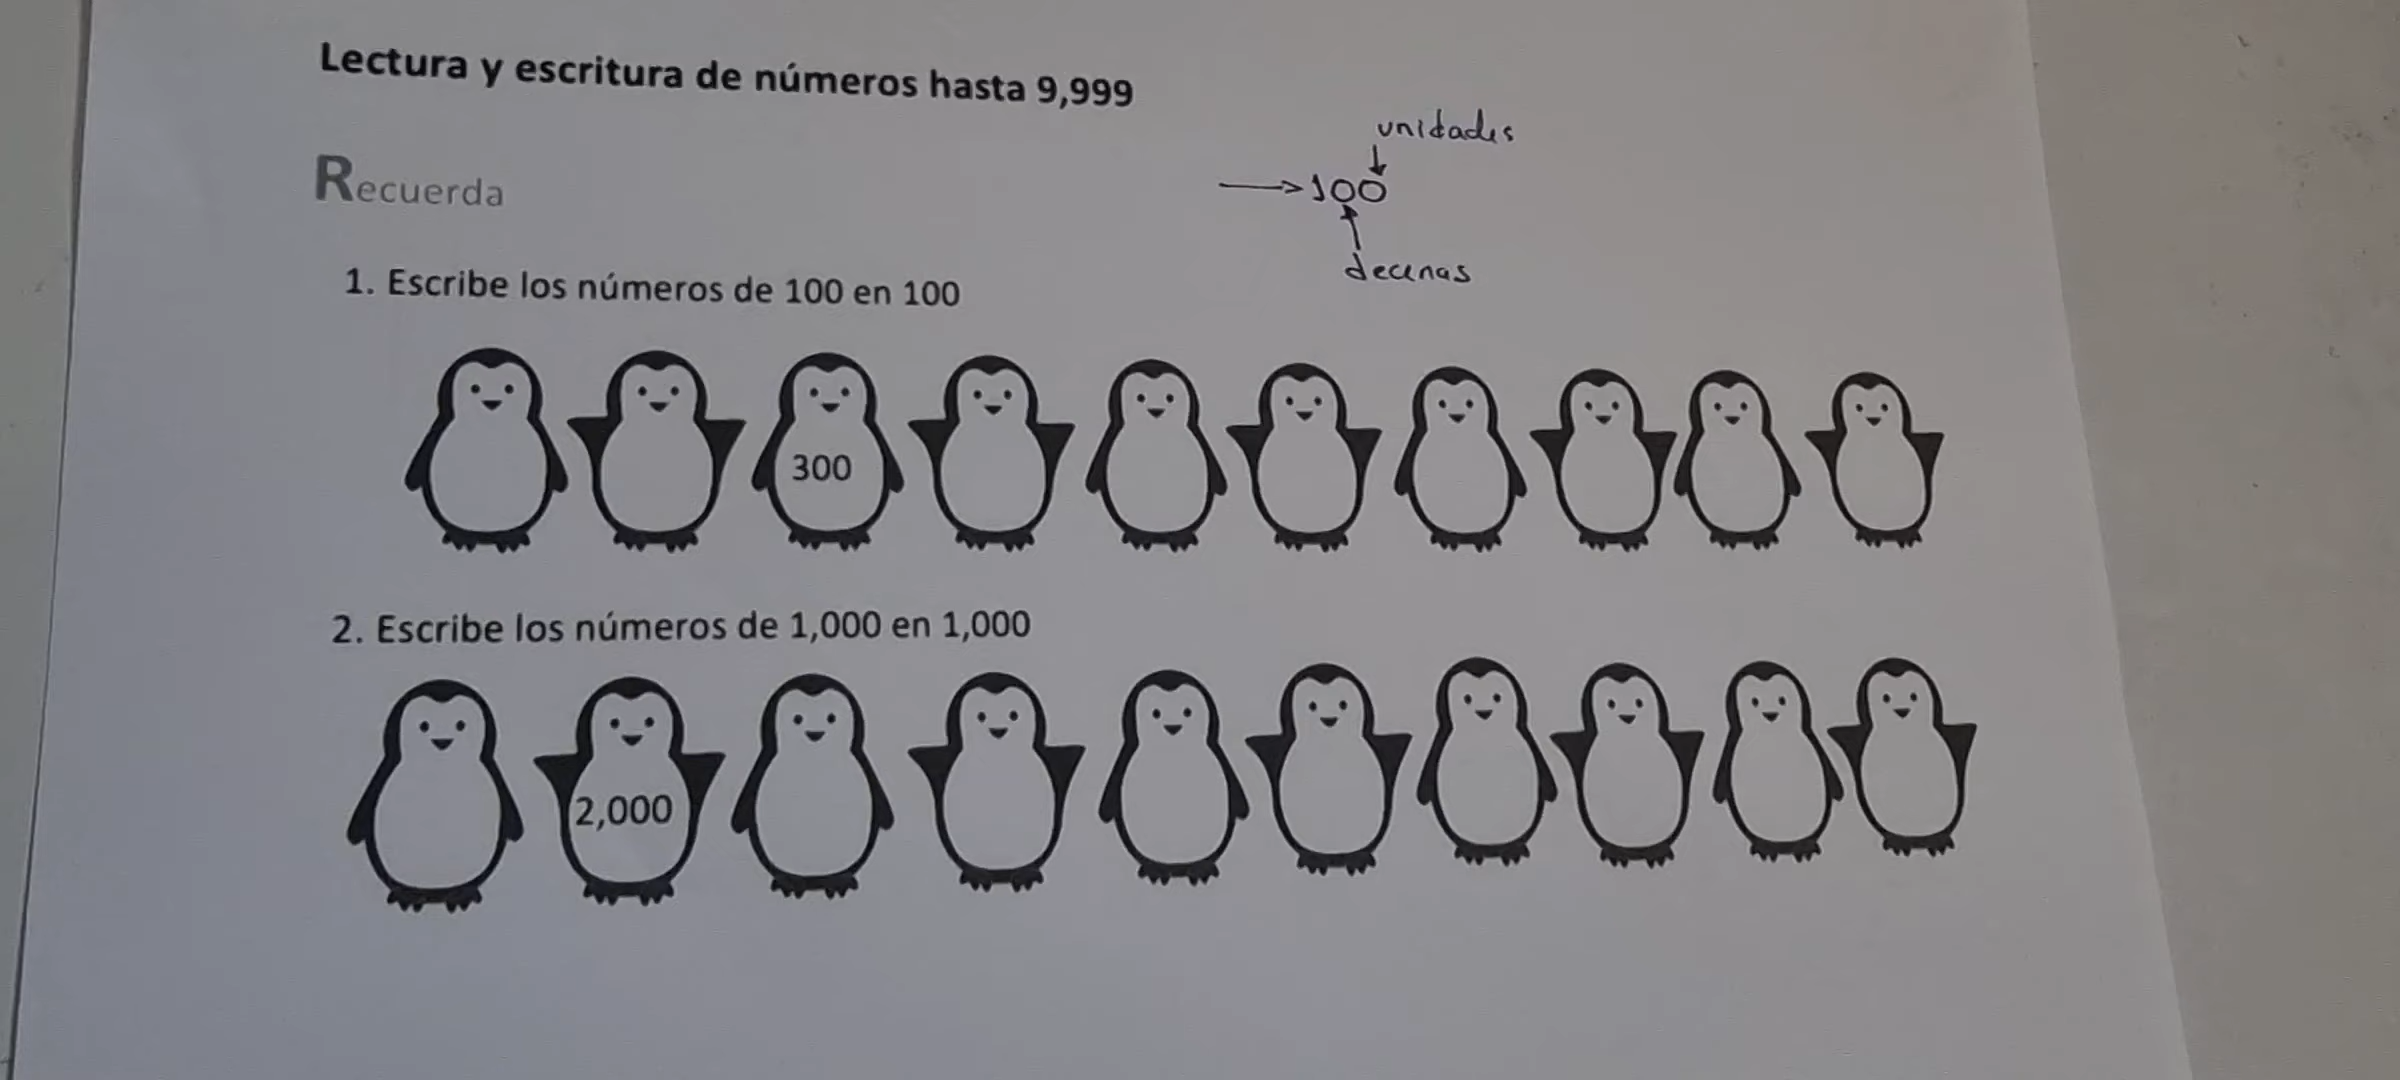 Lectura y escritura de números hasta 9,999
unidades
Recuerda
100
decenas
1. Escribe los números de 100 en 100
300
2. Escribe los números de 1,000 en 1,000
2,000